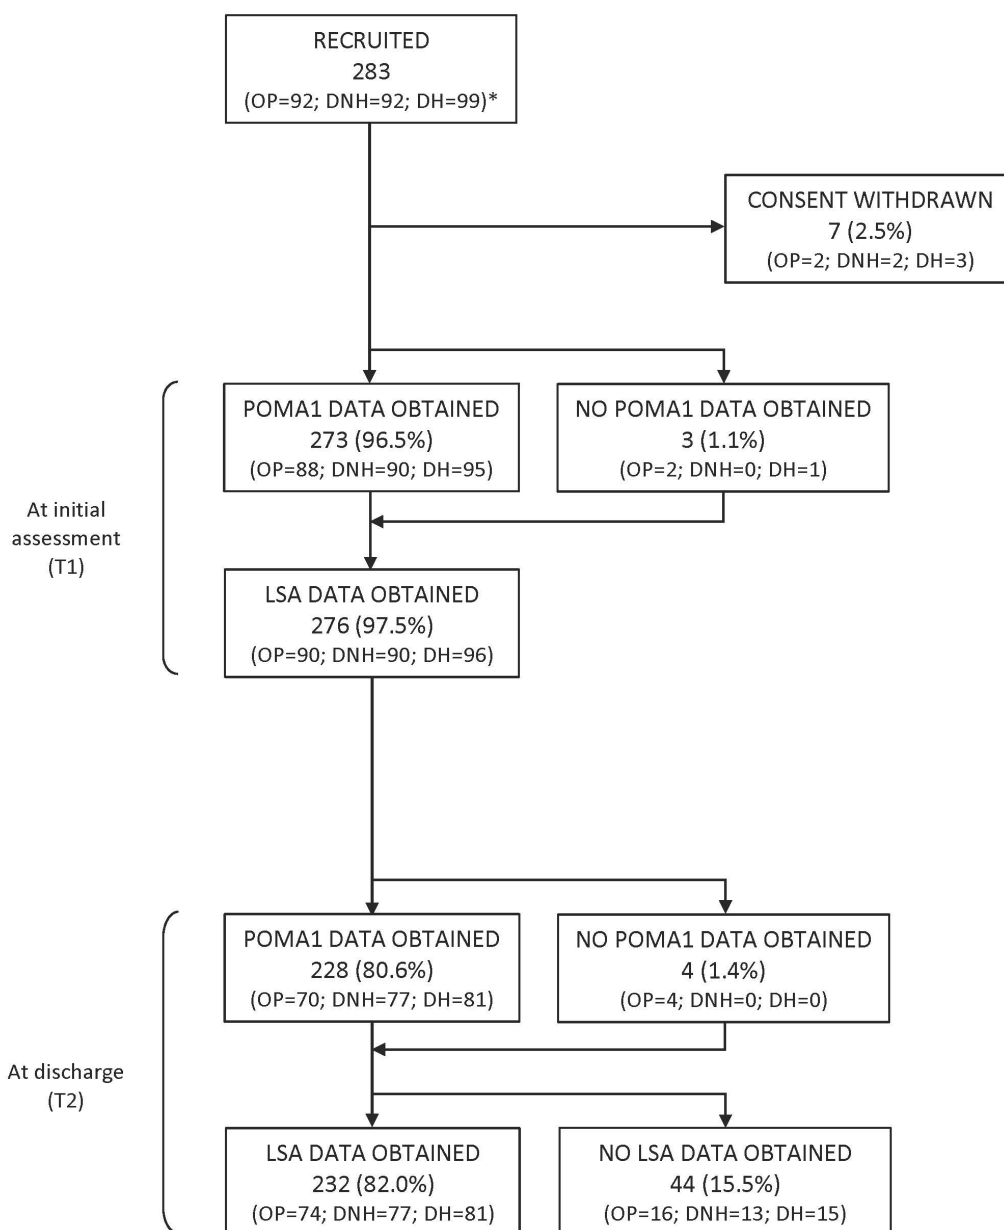 RECRUITED
283
(OP=92; DNH=92; DH=99)*
CONSENT WITHDRAWN
7 (2.5%)
(OP=2; DNH=2; DH=3)
At initial
assessment
(T1)
POMA1 DATA OBTAINED
273 (96.5%)
(OP=88; DNH=90; DH=95)
NO POMA1 DATA OBTAINED
3 (1.1%)
(OP=2; DNH=0; DH=1)
LSA DATA OBTAINED
276 (97.5%)
(OP=90; DNH=90; DH=96)
At discharge
(T2)
POMA1 DATA OBTAINED
228 (80.6%)
(OP=70; DNH=77; DH=81)
NO POMA1 DATA OBTAINED
4 (1.4%)
(OP=4; DNH=0; DH=0)
LSA DATA OBTAINED
232 (82.0%)
(OP=74; DNH=77; DH=81)
NO LSA DATA OBTAINED
44 (15.5%)
(OP=16; DNH=13; DH=15)